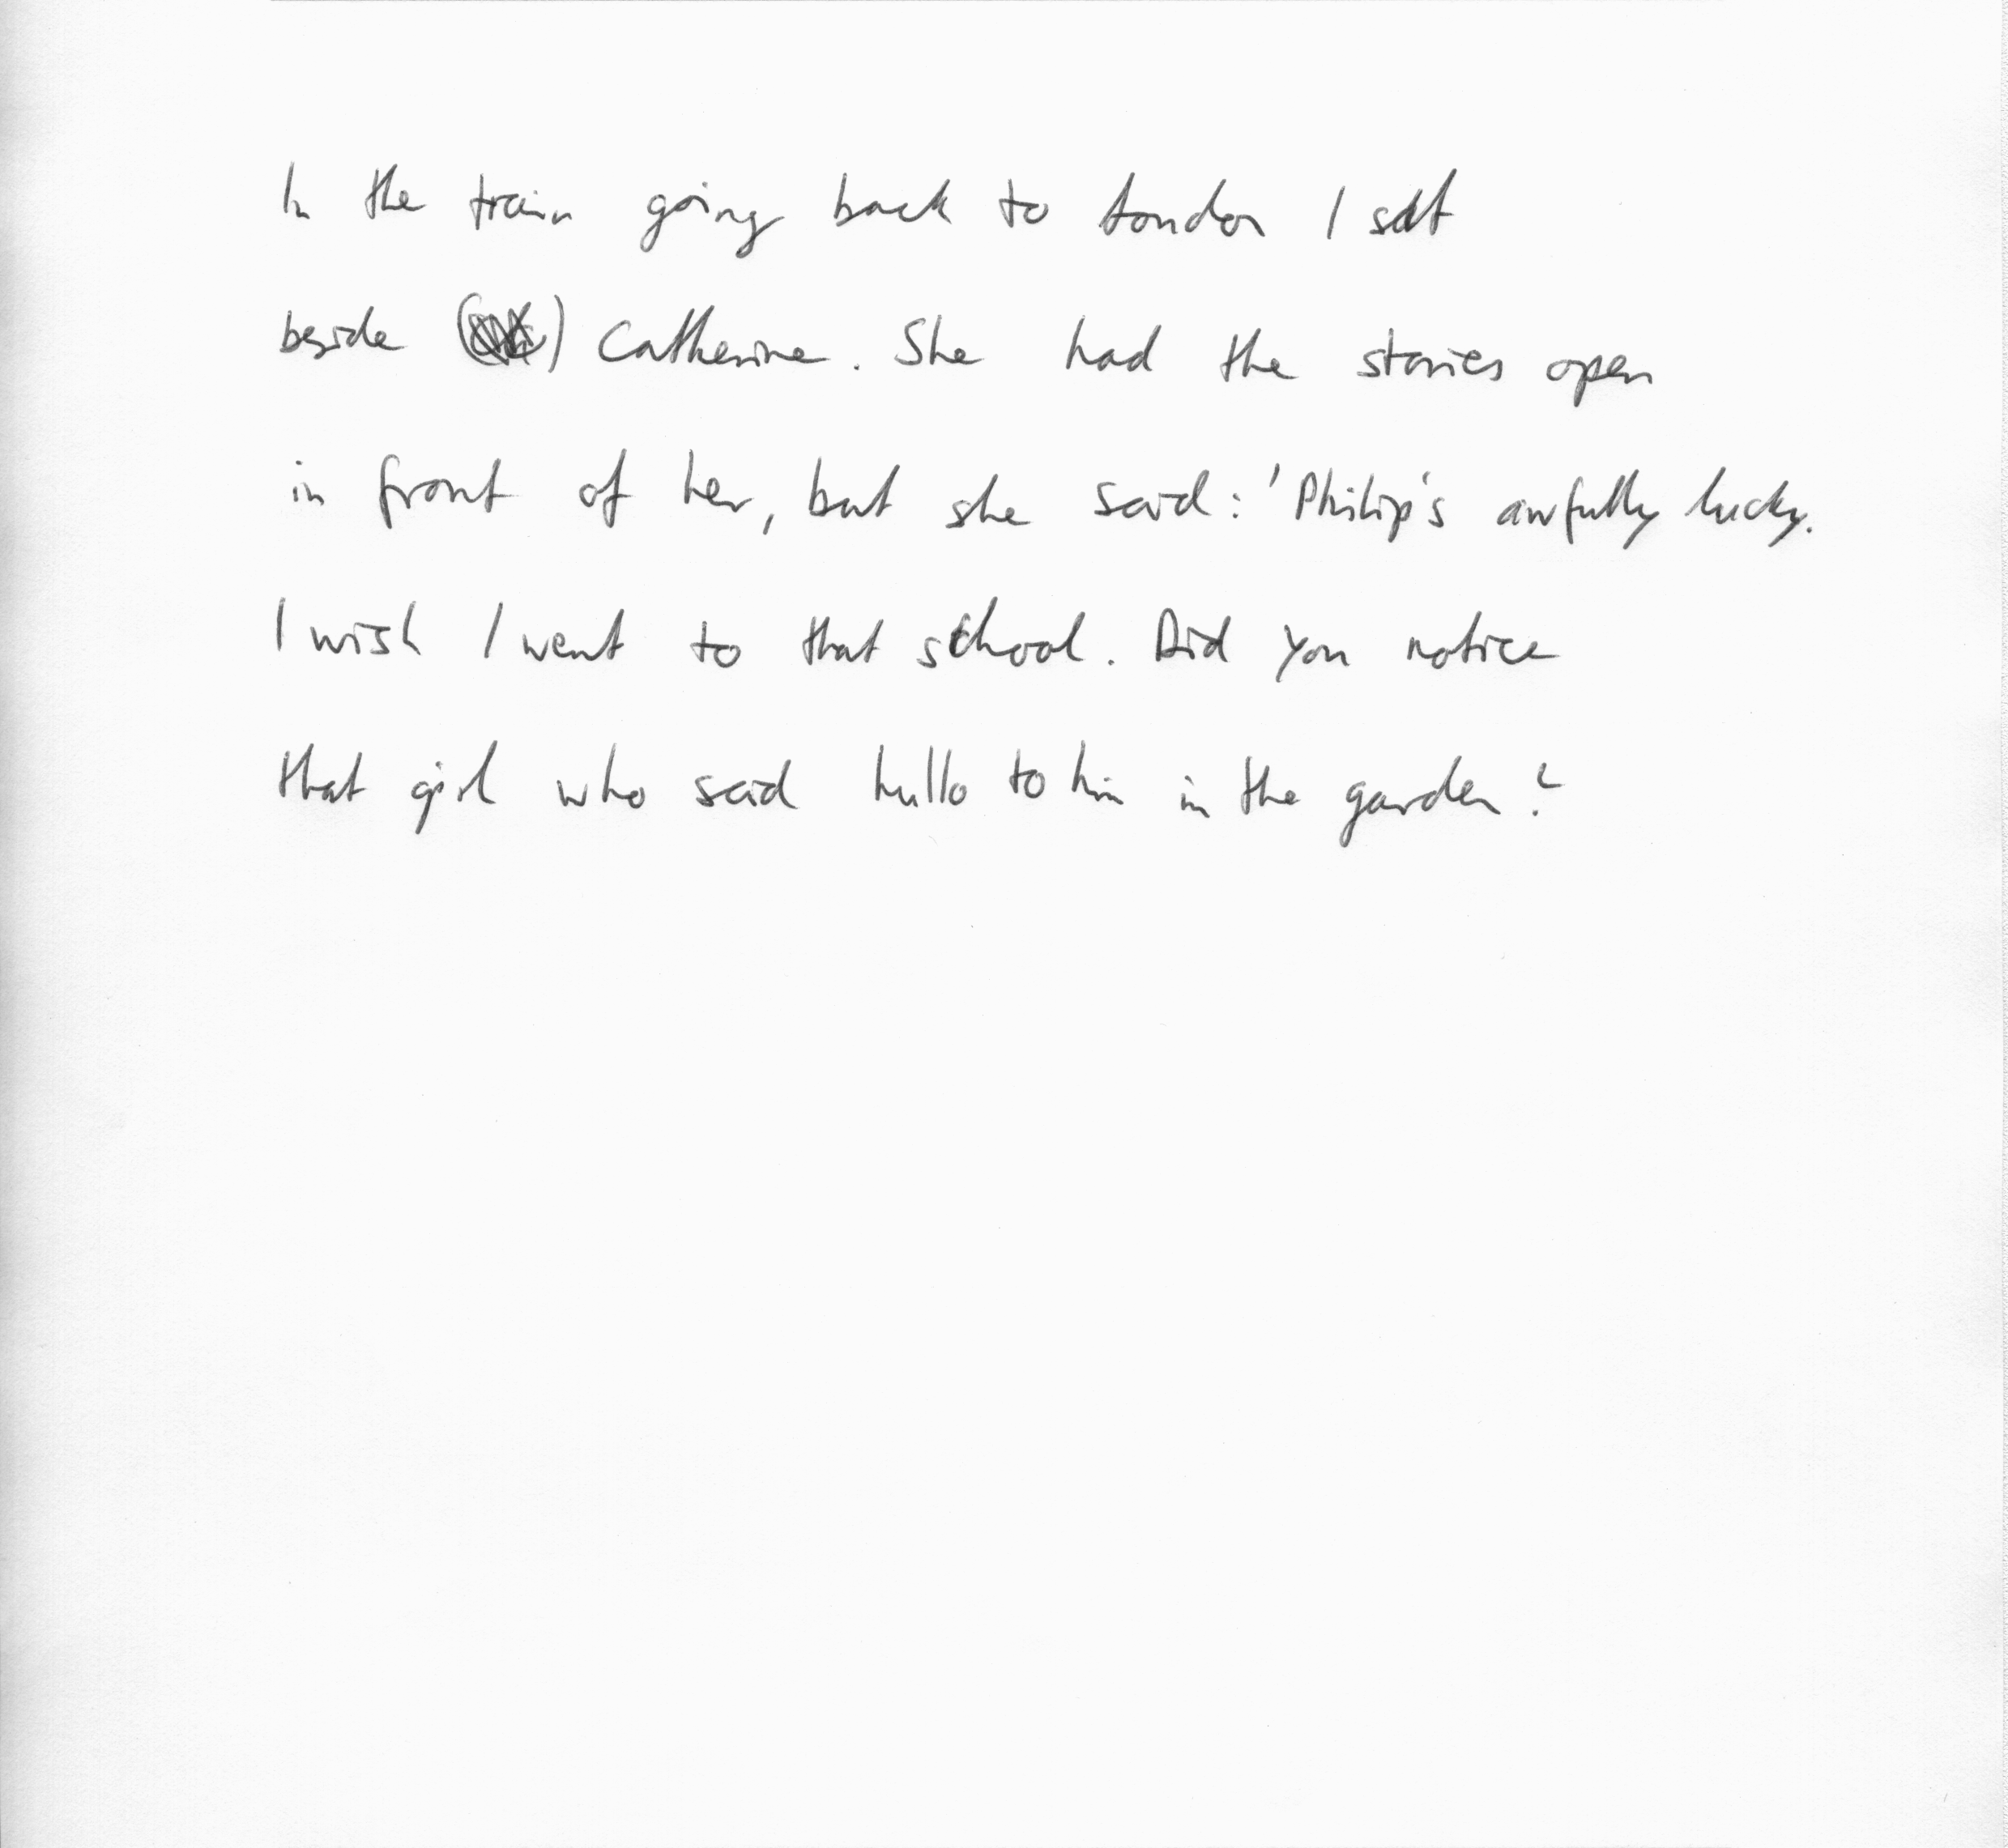 In the train going back to London I sat
beside Catherine. She had the stories open
in front of her, but she said: 'Philip's awfully lucky.
I wish I went to that school. Did you notice
that girl who said hullo to him in the garden?